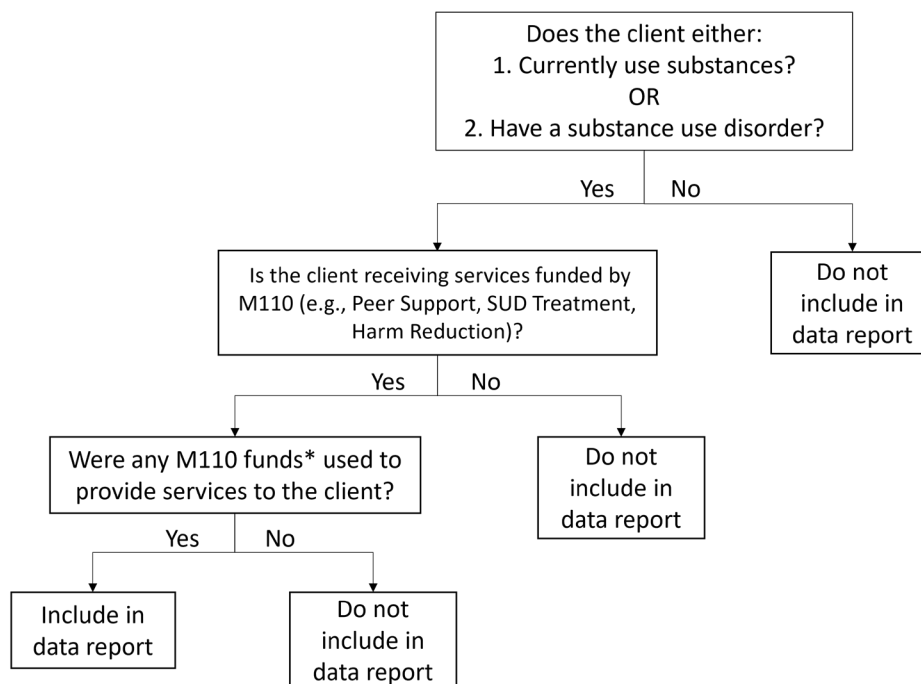 Does the client either:
1. Currently use substances?
OR
2. Have a substance use disorder?
Yes
No
Is the client receiving services funded by
M110 (e.g., Peer Support, SUD Treatment,
Harm Reduction)?
Do not
include in
data report
Yes
No
Were any M110 funds* used to
provide services to the client?
Do not
include in
data report
Yes
No
Include in
data report
Do not
include in
data report